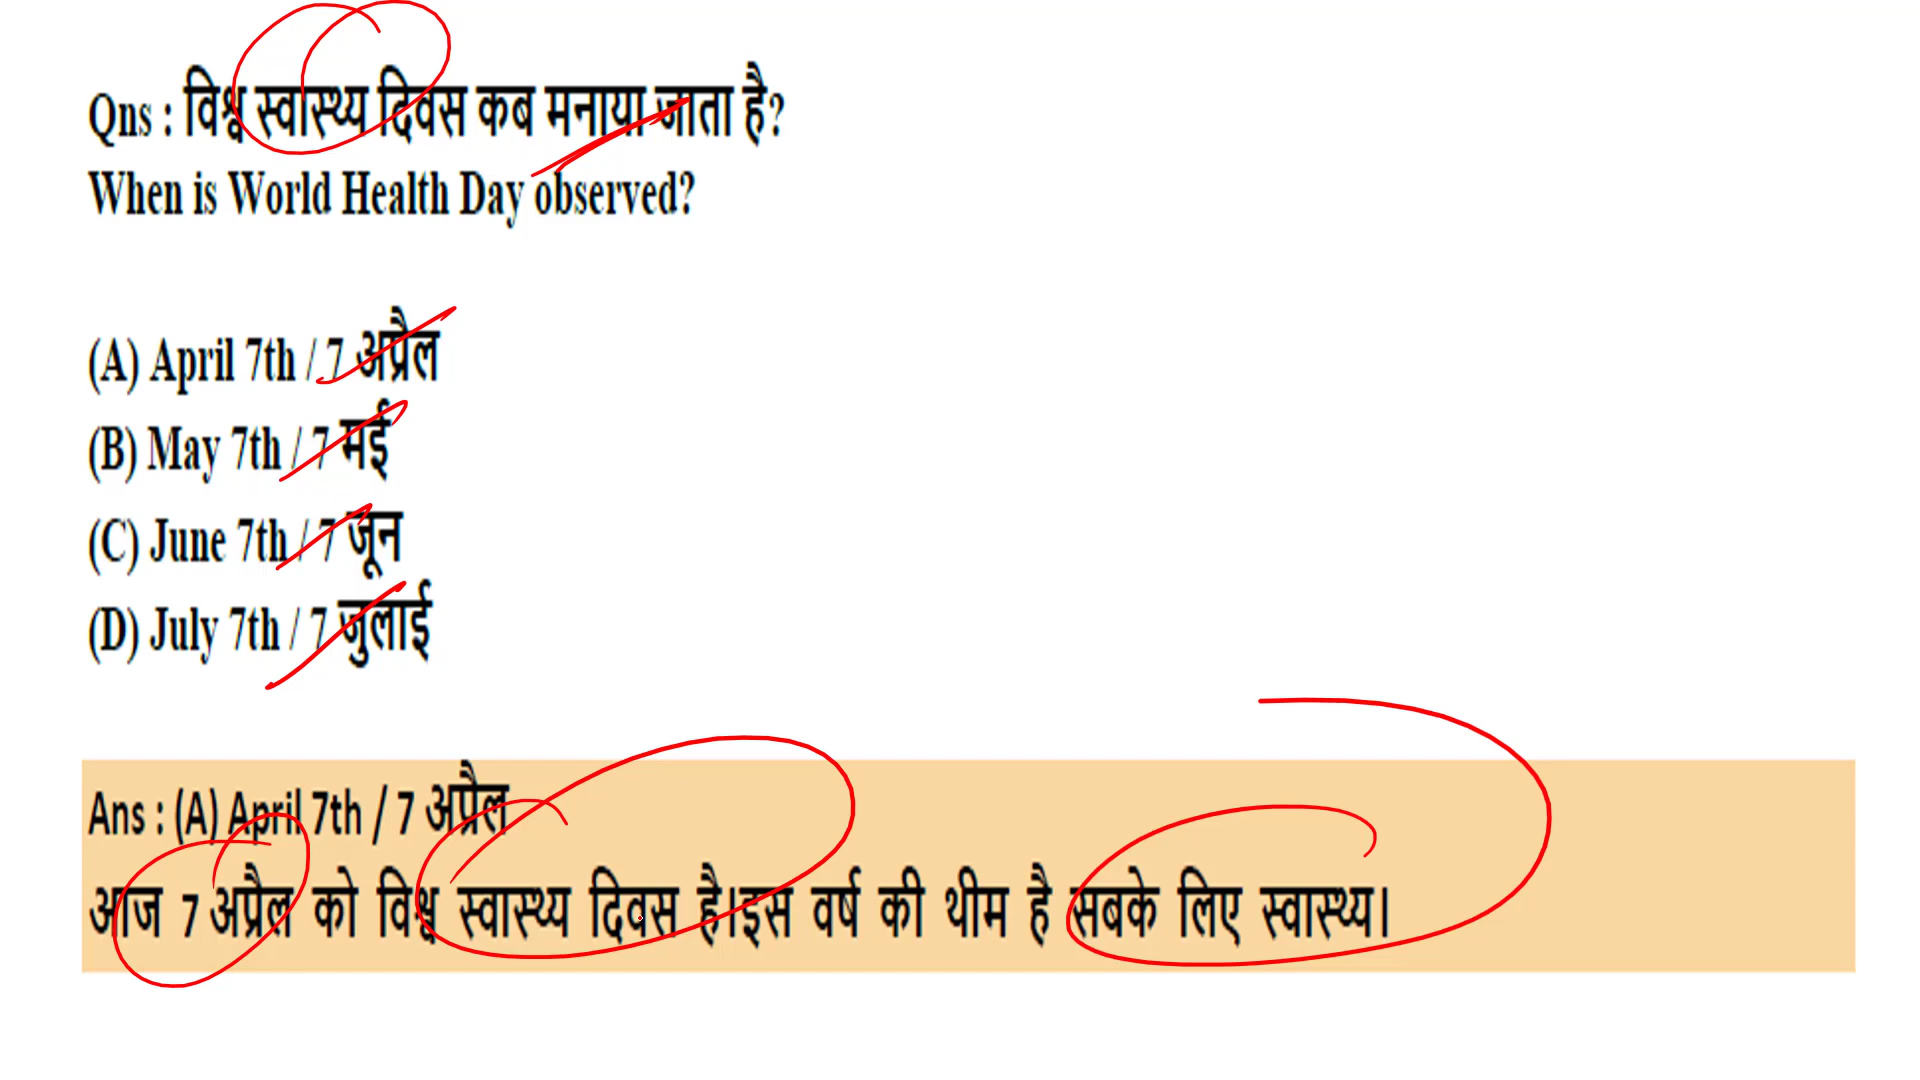 Qns : विश्व स्वास्थ्य दिवस कब मनाया जाता है?
When is World Health Day observed?
(A) April 7th / 7 अप्रैल
(B) May 7th / 7 मई
(C) June 7th / 7 जून
(D) July 7th / 7 जुलाई
Ans : (A) April 7th / 7 अप्रैल
आज 7 अप्रैल को विश्व स्वास्थ्य दिवस है।इस वर्ष की थीम है सबके लिए स्वास्थ्य।